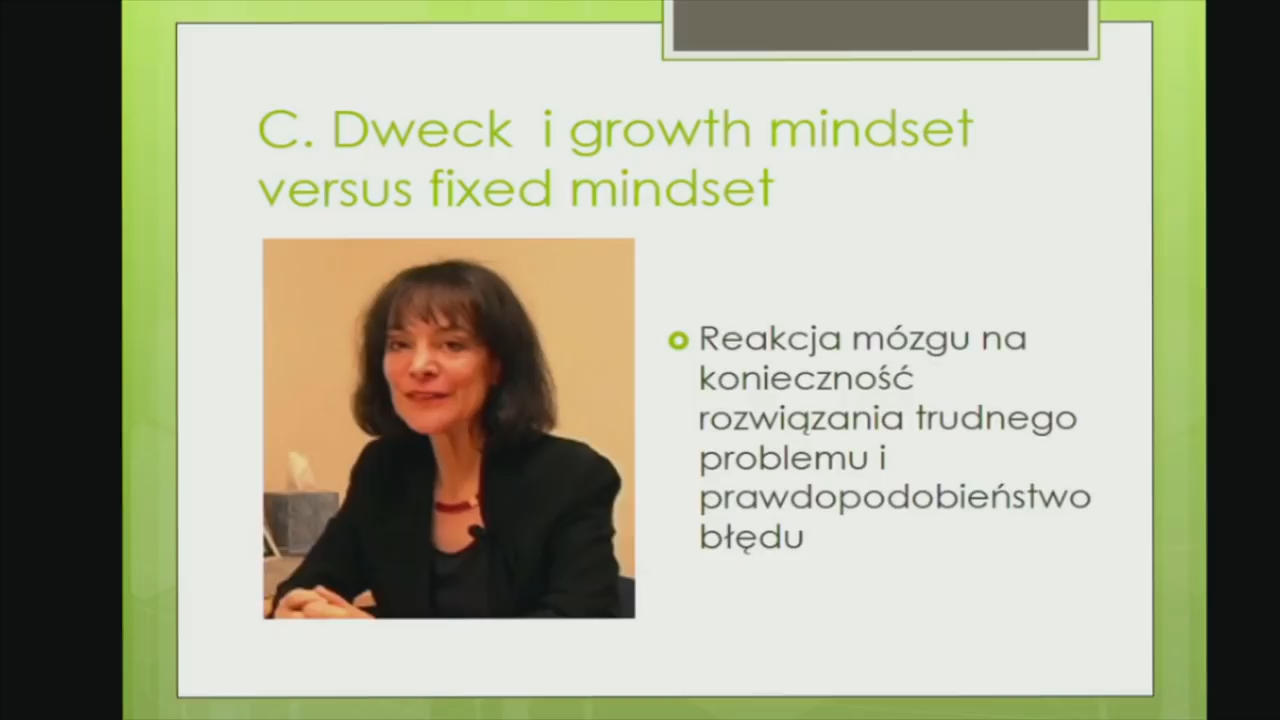 C. Dweck i growth mindset
versus fixed mindset
Reakcja mózgu na
konieczność
rozwiązania trudnego
problemu i
prawdopodobieństwo
błędu